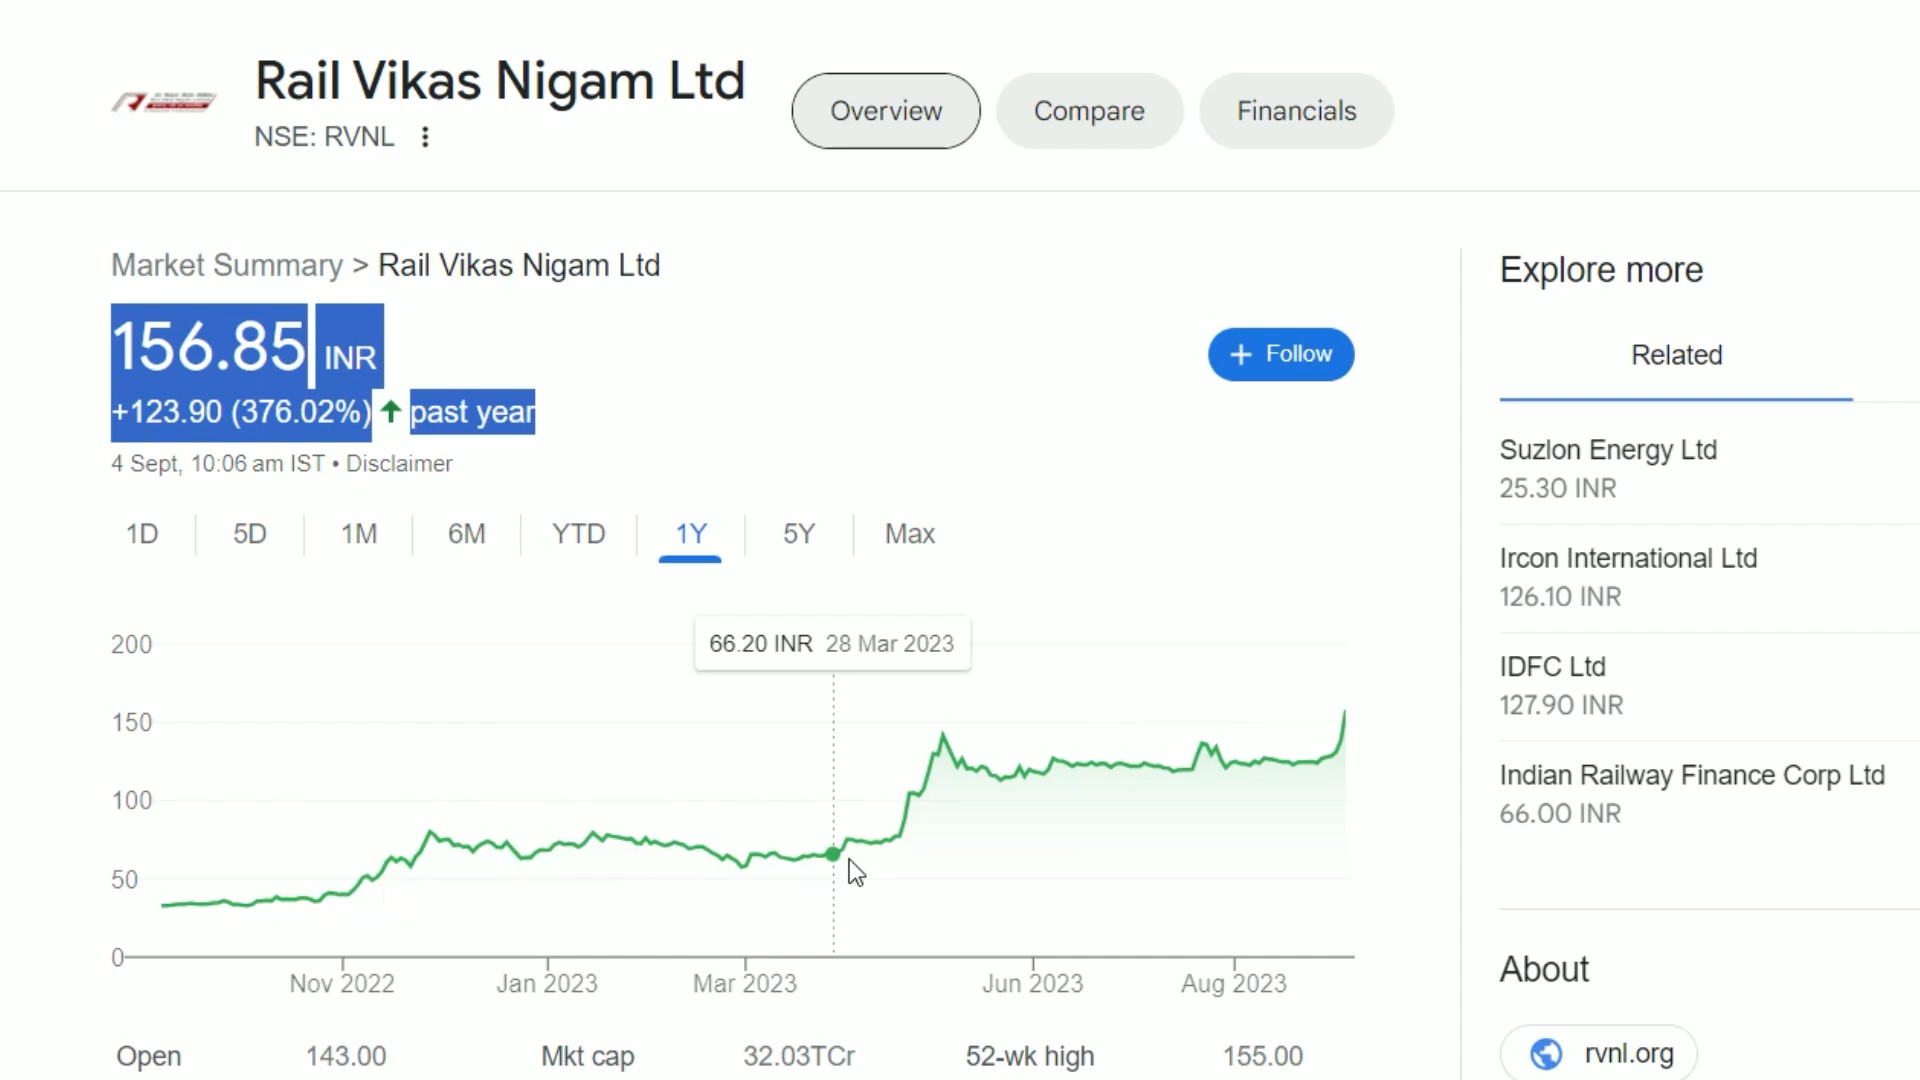 Rail Vikas Nigam Ltd
NSE: RVNL
Overview
Compare
Financials
Market Summary > Rail Vikas Nigam Ltd
156.85 INR
+123.90 (376.02%) past year
4 Sept, 10:06 am IST • Disclaimer
+ Follow
1D
5D
1M
6M
YTD
1Y
5Y
Max
66.20 INR 28 Mar 2023
200
150
100
50
0
Nov 2022
Jan 2023
Mar 2023
Jun 2023
Aug 2023
Open 143.00
Mkt cap 32.03TCr
52-wk high 155.00
Explore more
Related
Suzlon Energy Ltd
25.30 INR
Ircon International Ltd
126.10 INR
IDFC Ltd
127.90 INR
Indian Railway Finance Corp Ltd
66.00 INR
About
rvnl.org